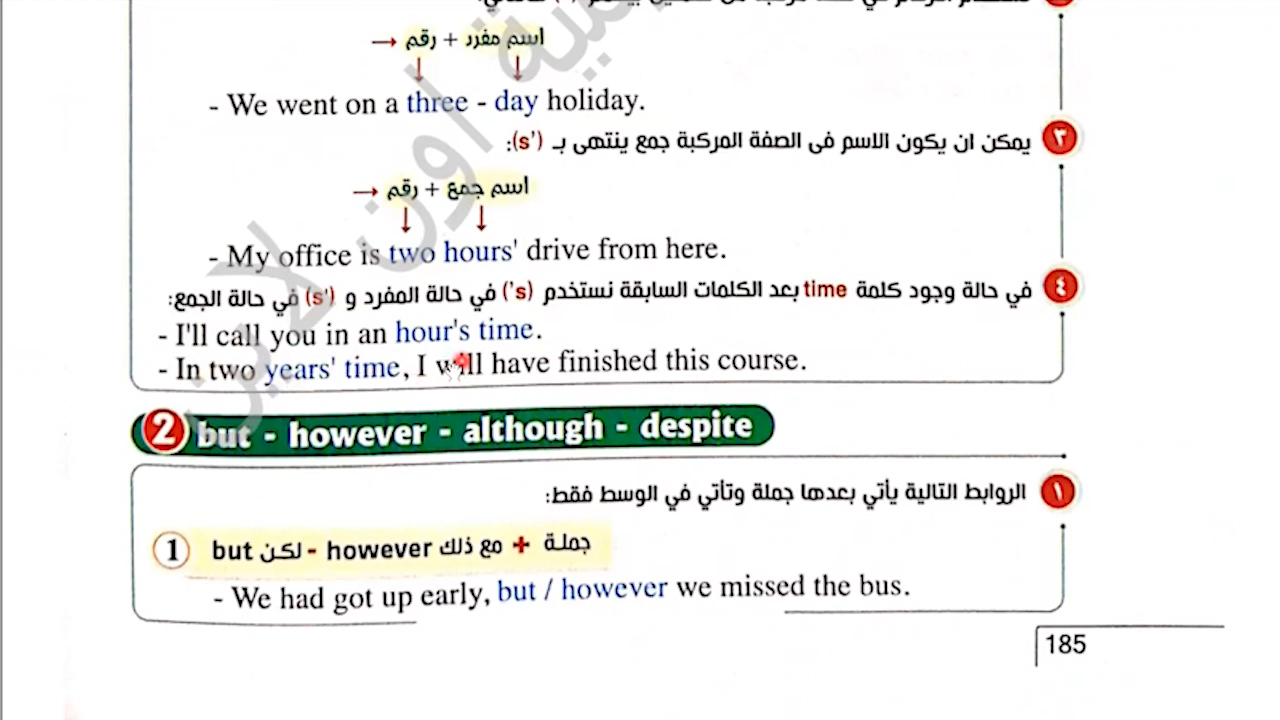 اسم مفرد + رقم →
- We went on a three - day holiday.
٣ يمكن ان يكون الاسم فى الصفة المركبة جمع ينتهى بـ (s'):
اسم جمع + رقم →
- My office is two hours' drive from here.
٤ في حالة وجود كلمة time بعد الكلمات السابقة نستخدم ('s) في حالة المفرد و (s') في حالة الجمع:
- I'll call you in an hour's time.
- In two years' time, I will have finished this course.
2 but - however - although - despite
١ الروابط التالية يأتي بعدها جملة وتأتي في الوسط فقط:
1 but لكن - however مع ذلك + جملة
- We had got up early, but / however we missed the bus.
185